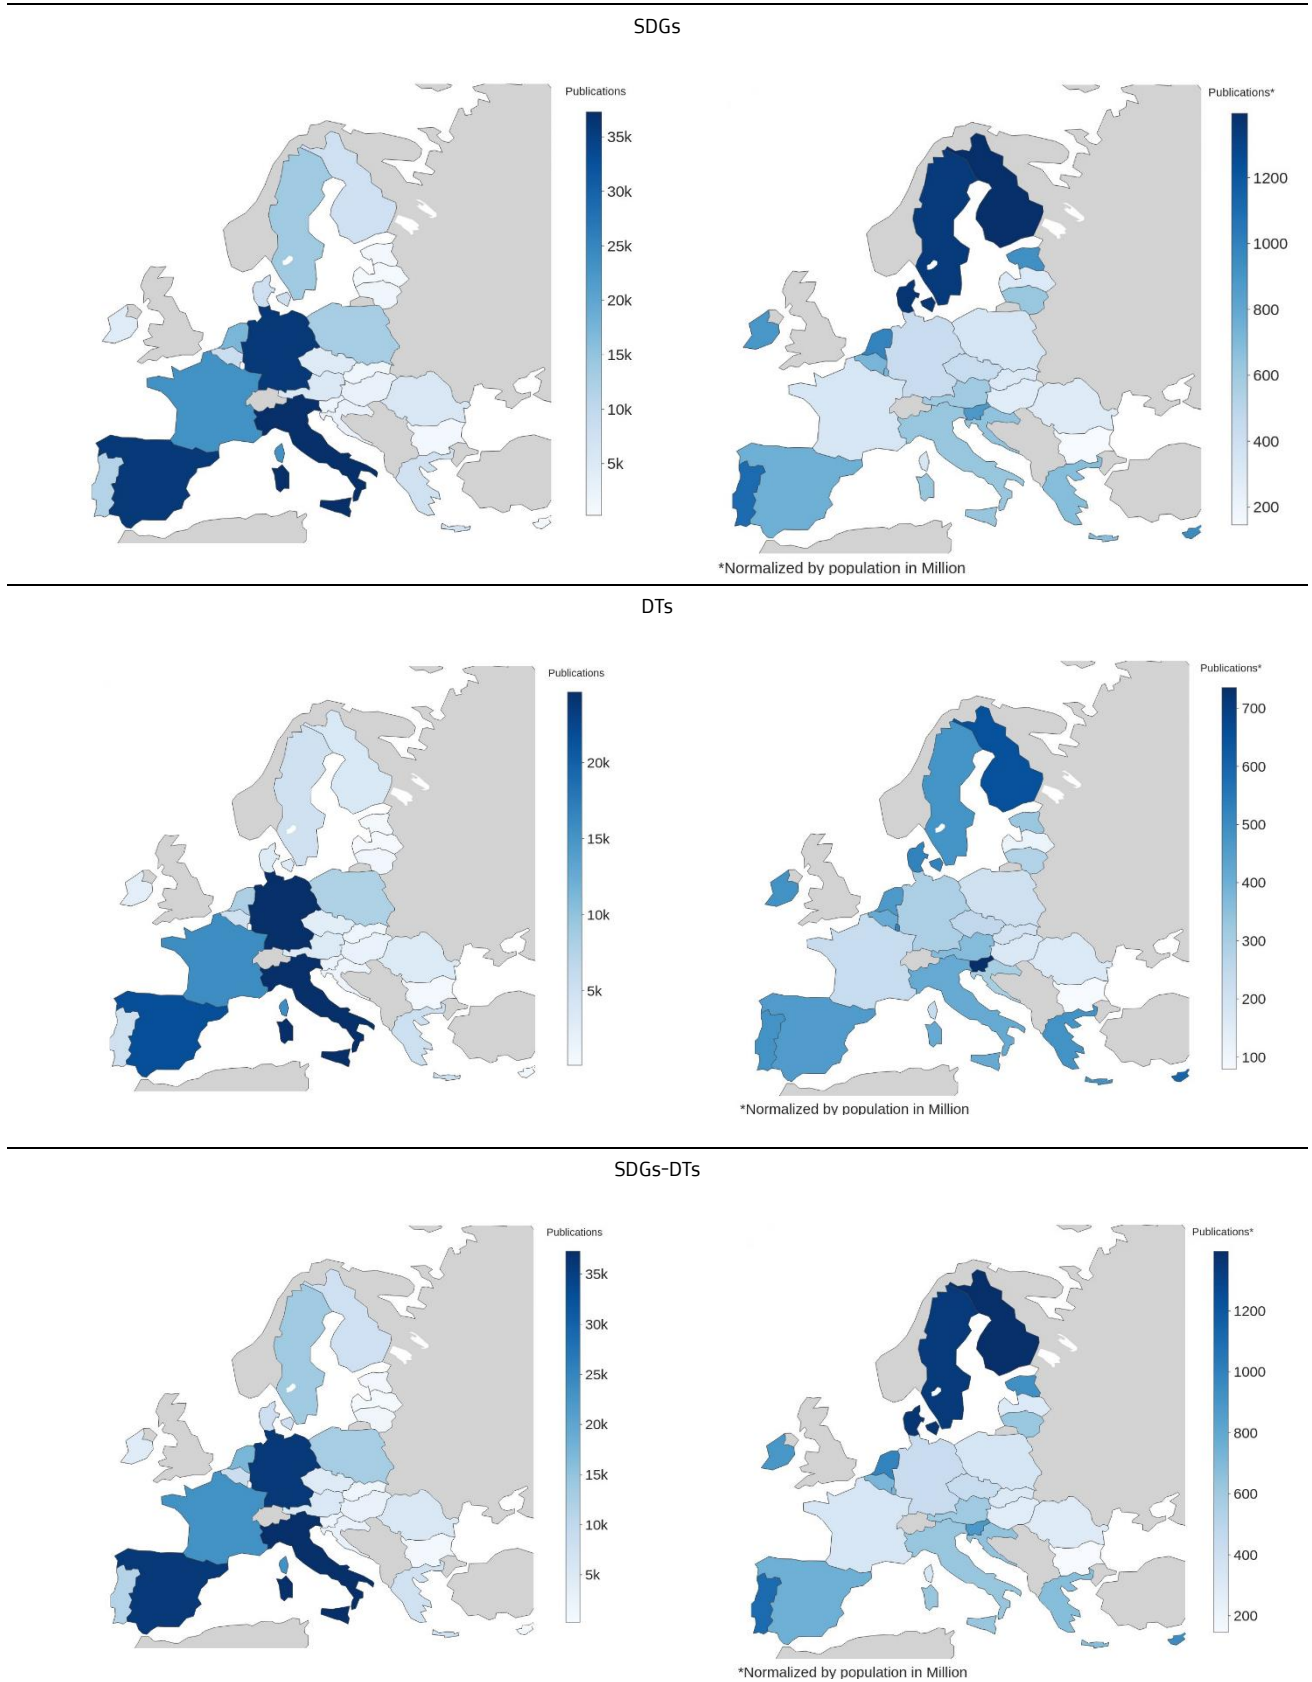 SDGs
Publications
35k
30k
25k
20k
15k
10k
5k
Publications*
1200
1000
800
600
400
200
*Normalized by population in Million
DTs
Publications
20k
15k
10k
5k
Publications*
700
600
500
400
300
200
100
*Normalized by population in Million
SDGs-DTs
Publications
35k
30k
25k
20k
15k
10k
5k
Publications*
1200
1000
800
600
400
200
*Normalized by population in Million